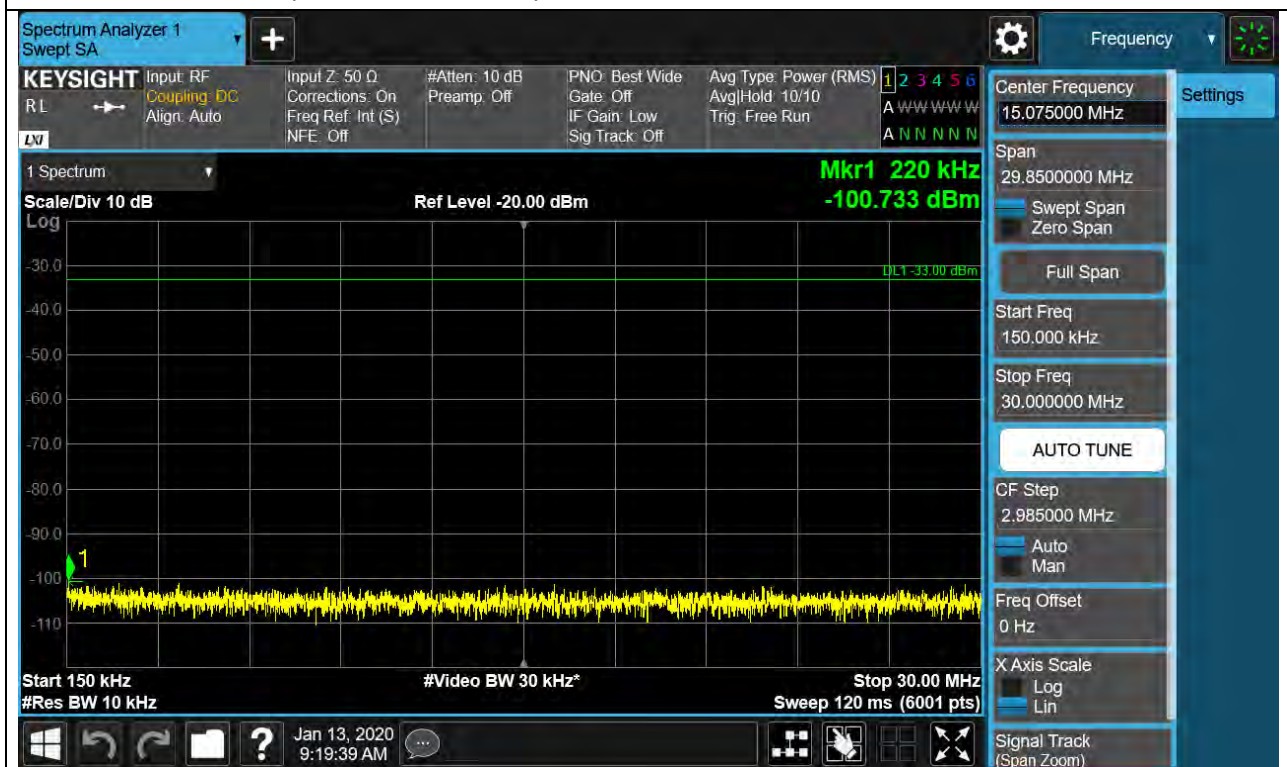 Spectrum Analyzer 1
Swept SA
Frequency
KEYSIGHT
R L
LXI
Input: RF
Coupling: DC
Align: Auto
Input Z: 50 Ω
Corrections: On
Freq Ref: Int (S)
NFE: Off
#Atten: 10 dB
Preamp: Off
PNO: Best Wide
Gate: Off
IF Gain: Low
Sig Track: Off
Avg Type: Power (RMS)
Avg|Hold: 10/10
Trig: Free Run
1 2 3 4 5 6
A W W W W W
A N N N N N
1 Spectrum
Scale/Div 10 dB
Log
Ref Level -20.00 dBm
Mkr1 220 kHz
-100.733 dBm
DL1 -33.00 dBm
-30.0
-40.0
-50.0
-60.0
-70.0
-80.0
-90.0
-100
-110
1
Start 150 kHz
#Res BW 10 kHz
#Video BW 30 kHz*
Stop 30.00 MHz
Sweep 120 ms (6001 pts)
Center Frequency
15.075000 MHz
Settings
Span
29.8500000 MHz
Swept Span
Zero Span
Full Span
Start Freq
150.000 kHz
Stop Freq
30.000000 MHz
AUTO TUNE
CF Step
2.985000 MHz
Auto
Man
Freq Offset
0 Hz
X Axis Scale
Log
Lin
Signal Track
(Span Zoom)
?
Jan 13, 2020
9:19:39 AM